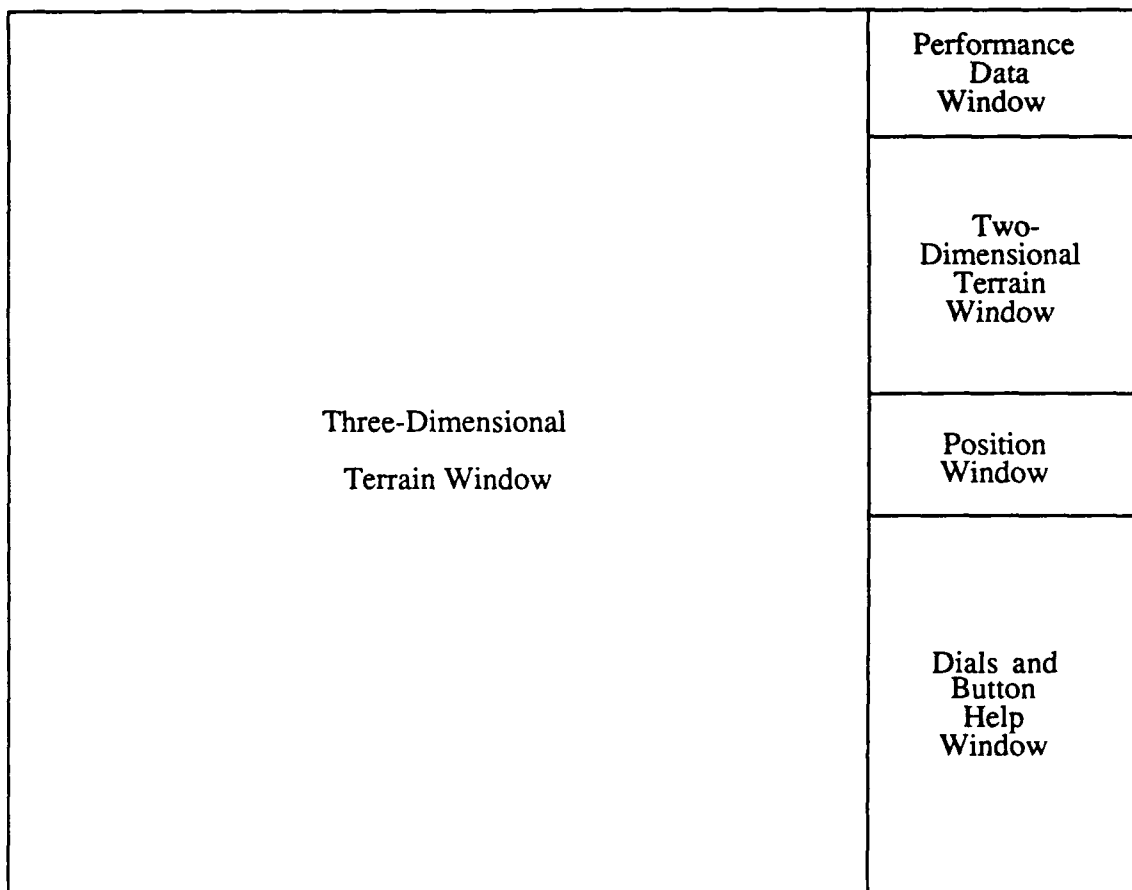 Three-Dimensional
Terrain Window
Performance
Data
Window
Two-
Dimensional
Terrain
Window
Position
Window
Dials and
Button
Help
Window